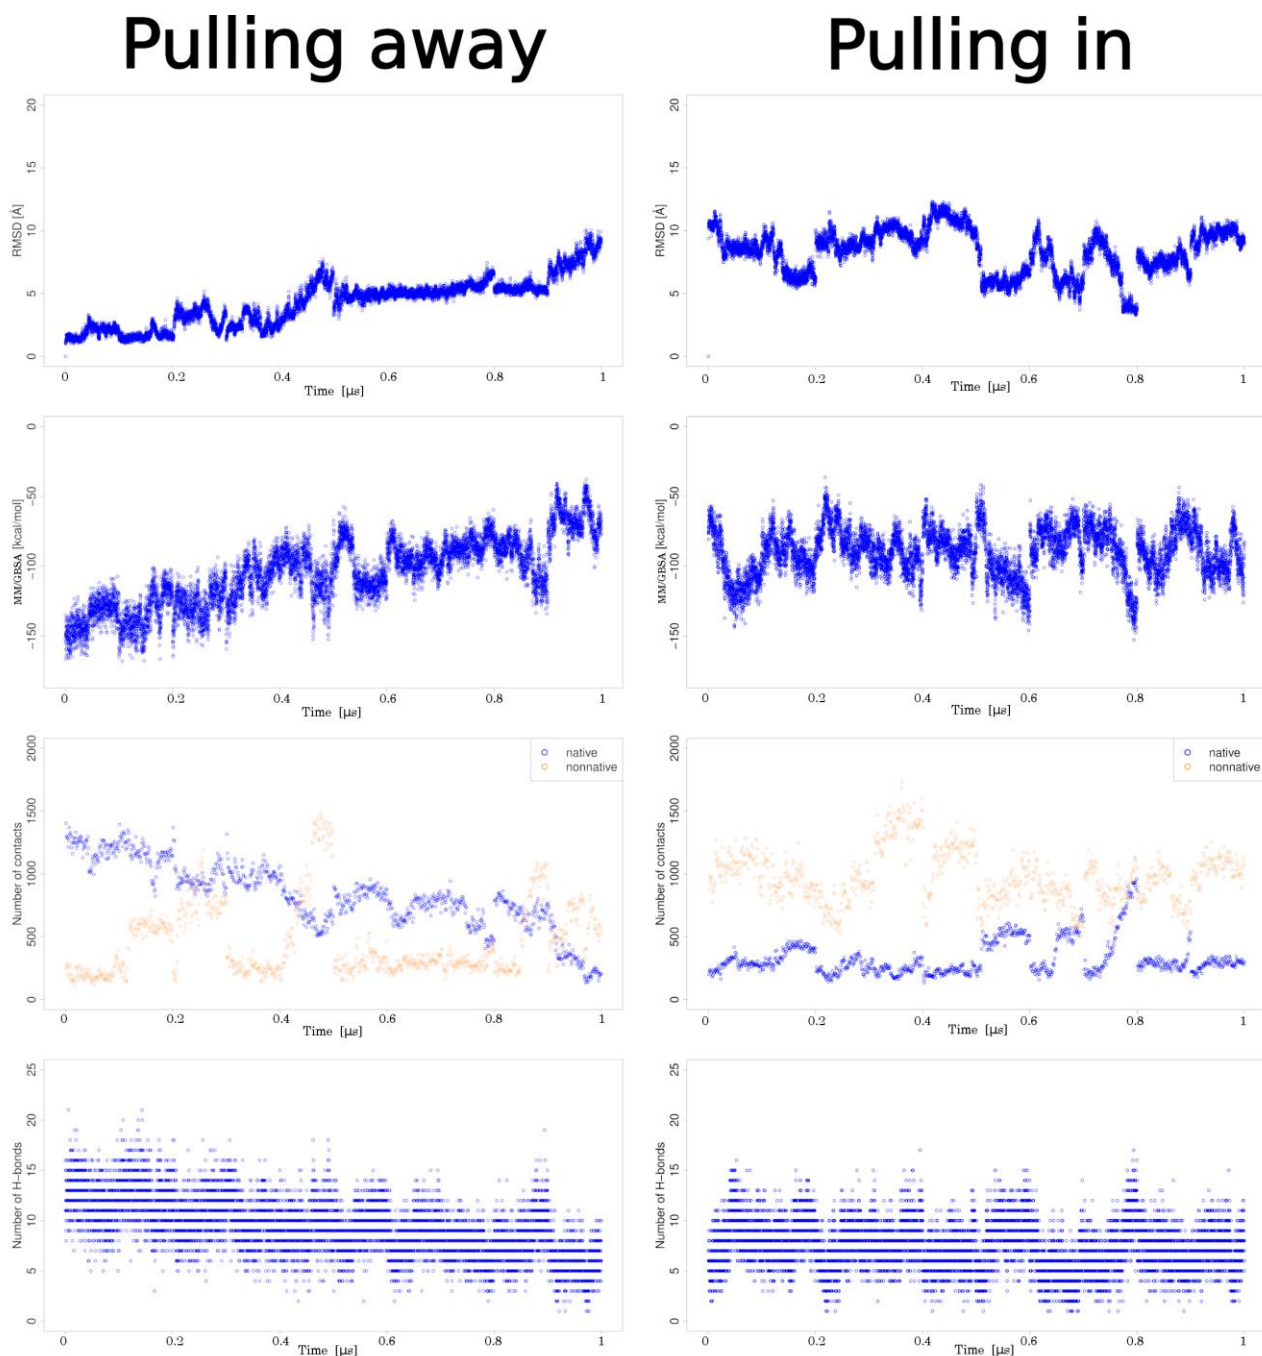 Pulling away
Pulling in
RMSD [Å]
20
15
10
5
0
0 0.2 0.4 0.6 0.8 1
Time [μs]
RMSD [Å]
20
15
10
5
0
0 0.2 0.4 0.6 0.8 1
Time [μs]
MM/GBSA [kcal/mol]
0
−50
−100
−150
0 0.2 0.4 0.6 0.8 1
Time [μs]
MM/GBSA [kcal/mol]
0
−50
−100
−150
0 0.2 0.4 0.6 0.8 1
Time [μs]
Number of contacts
2000
1500
1000
500
0
native
nonnative
0 0.2 0.4 0.6 0.8 1
Time [μs]
Number of contacts
2000
1500
1000
500
0
native
nonnative
0 0.2 0.4 0.6 0.8 1
Time [μs]
Number of H−bonds
25
20
15
10
5
0
0 0.2 0.4 0.6 0.8 1
Time [μs]
Number of H−bonds
25
20
15
10
5
0
0 0.2 0.4 0.6 0.8 1
Time [μs]